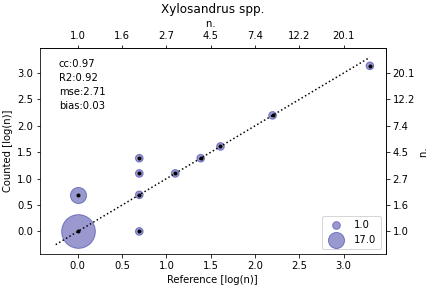 Xylosandrus spp.
n.
1.0 1.6 2.7 4.5 7.4 12.2 20.1
cc:0.97
R2:0.92
mse:2.71
bias:0.03
Counted [log(n)]
3.0
2.5
2.0
1.5
1.0
0.5
0.0
20.1
12.2
7.4
4.5
2.7
1.6
1.0
n.
1.0
17.0
0.0 0.5 1.0 1.5 2.0 2.5 3.0
Reference [log(n)]